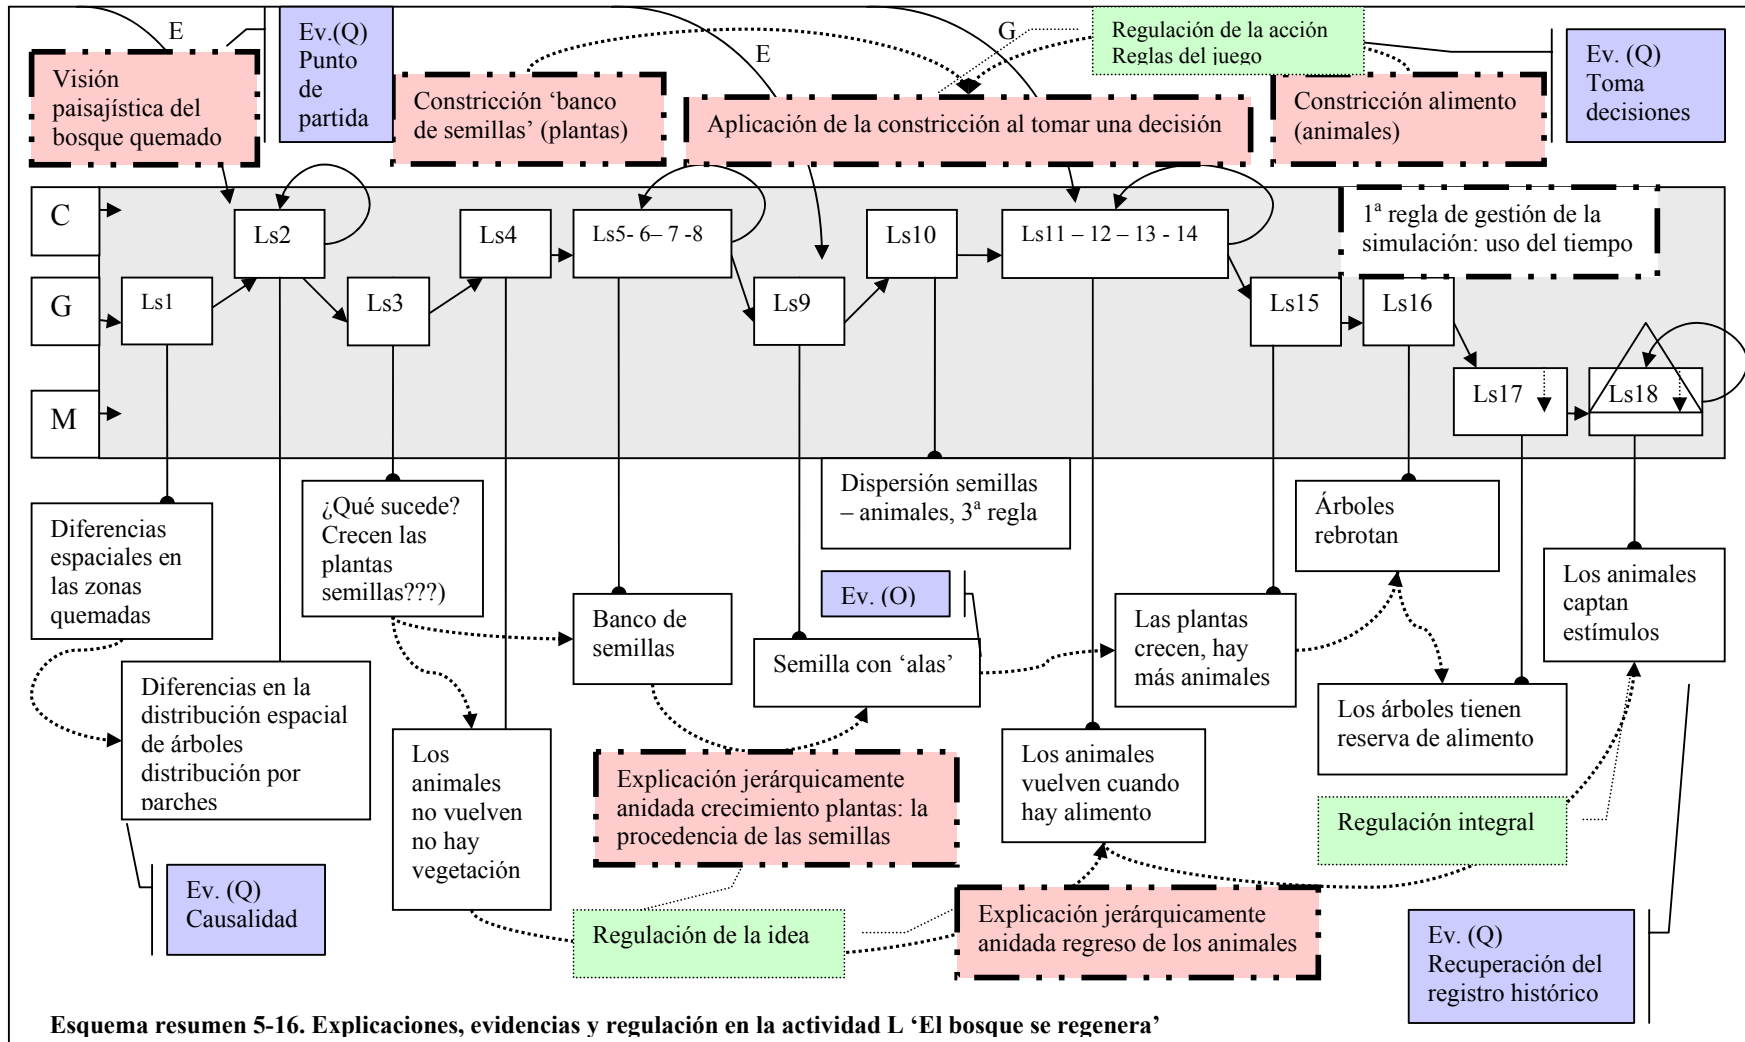 E
Ev.(Q)
Punto
de
partida
E
G
Regulación de la acción
Reglas del juego
Ev. (Q)
Toma
decisiones
Visión
paisajística del
bosque quemado
Constricción ‘banco
de semillas’ (plantas)
Aplicación de la constricción al tomar una decisión
Constricción alimento
(animales)
C
G
M
Ls1
Ls2
Ls3
Ls4
Ls5- 6– 7 -8
Ls9
Ls10
Ls11 – 12 – 13 - 14
Ls15
Ls16
Ls17
Ls18
1ª regla de gestión de la
simulación: uso del tiempo
Diferencias
espaciales en
las zonas
quemadas
¿Qué sucede?
Crecen las
plantas
semillas???)
Dispersión semillas
– animales, 3ª regla
Árboles
rebrotan
Los animales
captan
estímulos
Ev. (O)
Banco de
semillas
Semilla con ‘alas’
Las plantas
crecen, hay
más animales
Diferencias en la
distribución espacial
de árboles
distribución por
parches
Los árboles tienen
reserva de alimento
Los
animales
no vuelven
no hay
vegetación
Explicación jerárquicamente
anidada crecimiento plantas: la
procedencia de las semillas
Los animales
vuelven cuando
hay alimento
Regulación integral
Ev. (Q)
Causalidad
Regulación de la idea
Explicación jerárquicamente
anidada regreso de los animales
Ev. (Q)
Recuperación del
registro histórico
Esquema resumen 5-16. Explicaciones, evidencias y regulación en la actividad L ‘El bosque se regenera’